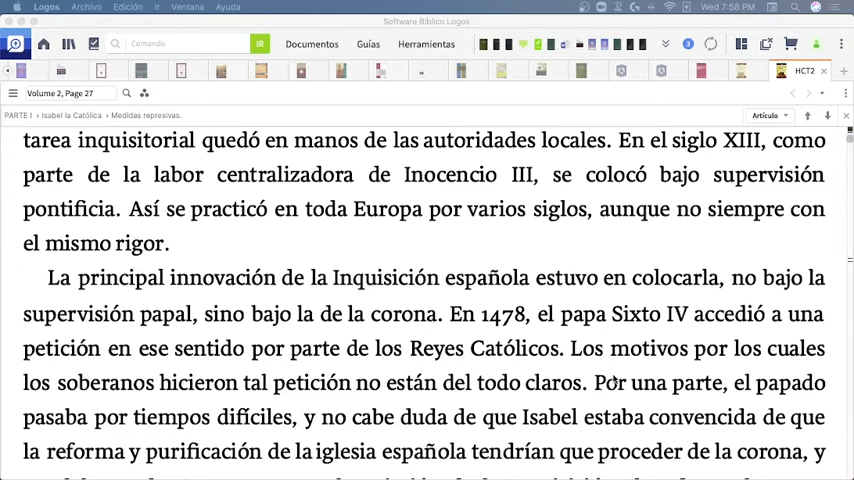 Logos Archivo Edición Ir Ventana Ayuda Wed 7:58 PM
Software Bíblico Logos
Comando IR Documentos Guías Herramientas 3
HCT2
Volume 2, Page 27
PARTE I › Isabel la Católica › Medidas represivas. Artículo
tarea inquisitorial quedó en manos de las autoridades locales. En el siglo XIII, como
parte de la labor centralizadora de Inocencio III, se colocó bajo supervisión
pontificia. Así se practicó en toda Europa por varios siglos, aunque no siempre con
el mismo rigor.
La principal innovación de la Inquisición española estuvo en colocarla, no bajo la
supervisión papal, sino bajo la de la corona. En 1478, el papa Sixto IV accedió a una
petición en ese sentido por parte de los Reyes Católicos. Los motivos por los cuales
los soberanos hicieron tal petición no están del todo claros. Por una parte, el papado
pasaba por tiempos difíciles, y no cabe duda de que Isabel estaba convencida de que
la reforma y purificación de la iglesia española tendrían que proceder de la corona, y